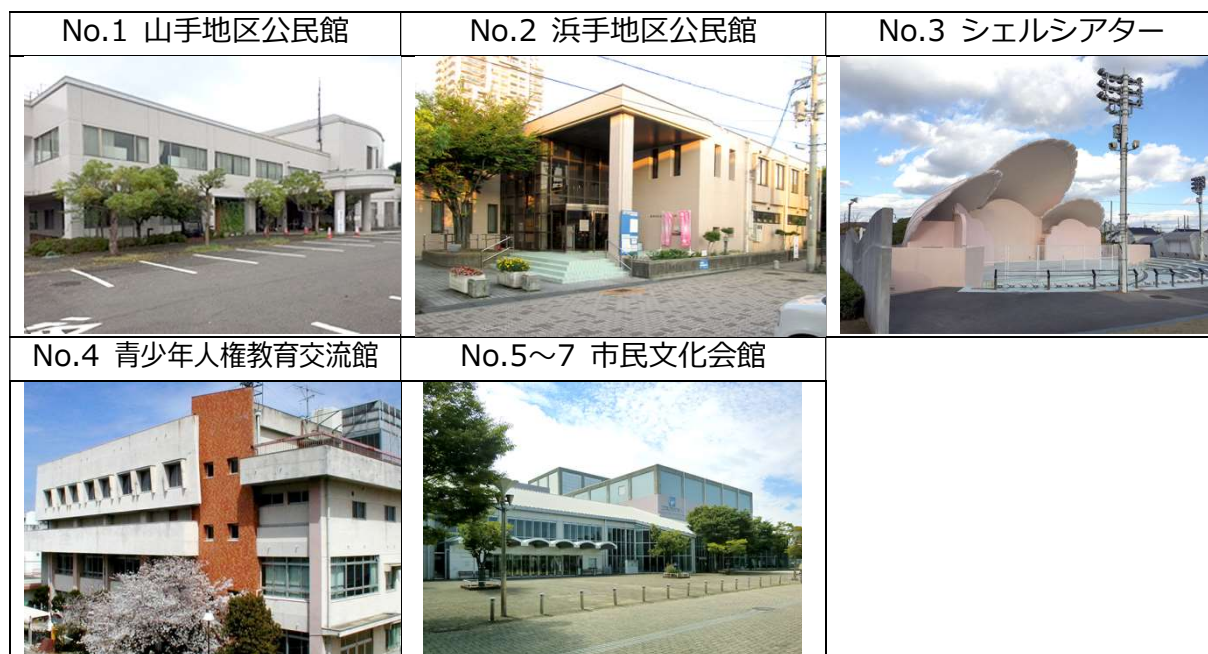 No.1 山手地区公民館
No.2 浜手地区公民館
No.3 シェルシアター
No.4 青少年人権教育交流館
No.5～7 市民文化会館